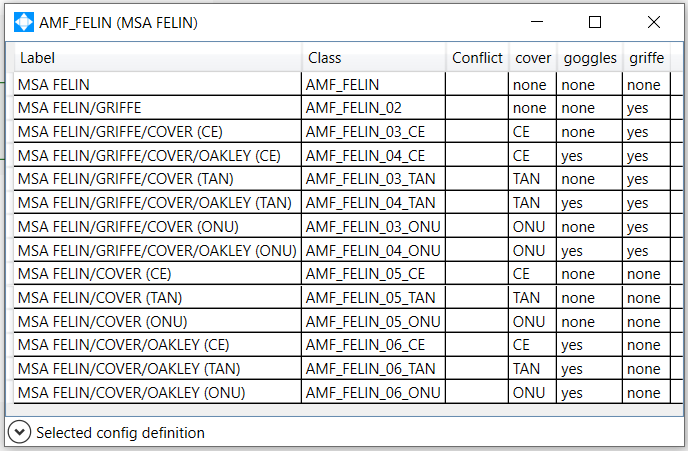 AMF_FELIN (MSA FELIN)
Label Class Conflict cover goggles griffe
MSA FELIN AMF_FELIN none none none
MSA FELIN/GRIFFE AMF_FELIN_02 none none yes
MSA FELIN/GRIFFE/COVER (CE) AMF_FELIN_03_CE CE none yes
MSA FELIN/GRIFFE/COVER/OAKLEY (CE) AMF_FELIN_04_CE CE yes yes
MSA FELIN/GRIFFE/COVER (TAN) AMF_FELIN_03_TAN TAN none yes
MSA FELIN/GRIFFE/COVER/OAKLEY (TAN) AMF_FELIN_04_TAN TAN yes yes
MSA FELIN/GRIFFE/COVER (ONU) AMF_FELIN_03_ONU ONU none yes
MSA FELIN/GRIFFE/COVER/OAKLEY (ONU) AMF_FELIN_04_ONU ONU yes yes
MSA FELIN/COVER (CE) AMF_FELIN_05_CE CE none none
MSA FELIN/COVER (TAN) AMF_FELIN_05_TAN TAN none none
MSA FELIN/COVER (ONU) AMF_FELIN_05_ONU ONU none none
MSA FELIN/COVER/OAKLEY (CE) AMF_FELIN_06_CE CE yes none
MSA FELIN/COVER/OAKLEY (TAN) AMF_FELIN_06_TAN TAN yes none
MSA FELIN/COVER/OAKLEY (ONU) AMF_FELIN_06_ONU ONU yes none
Selected config definition